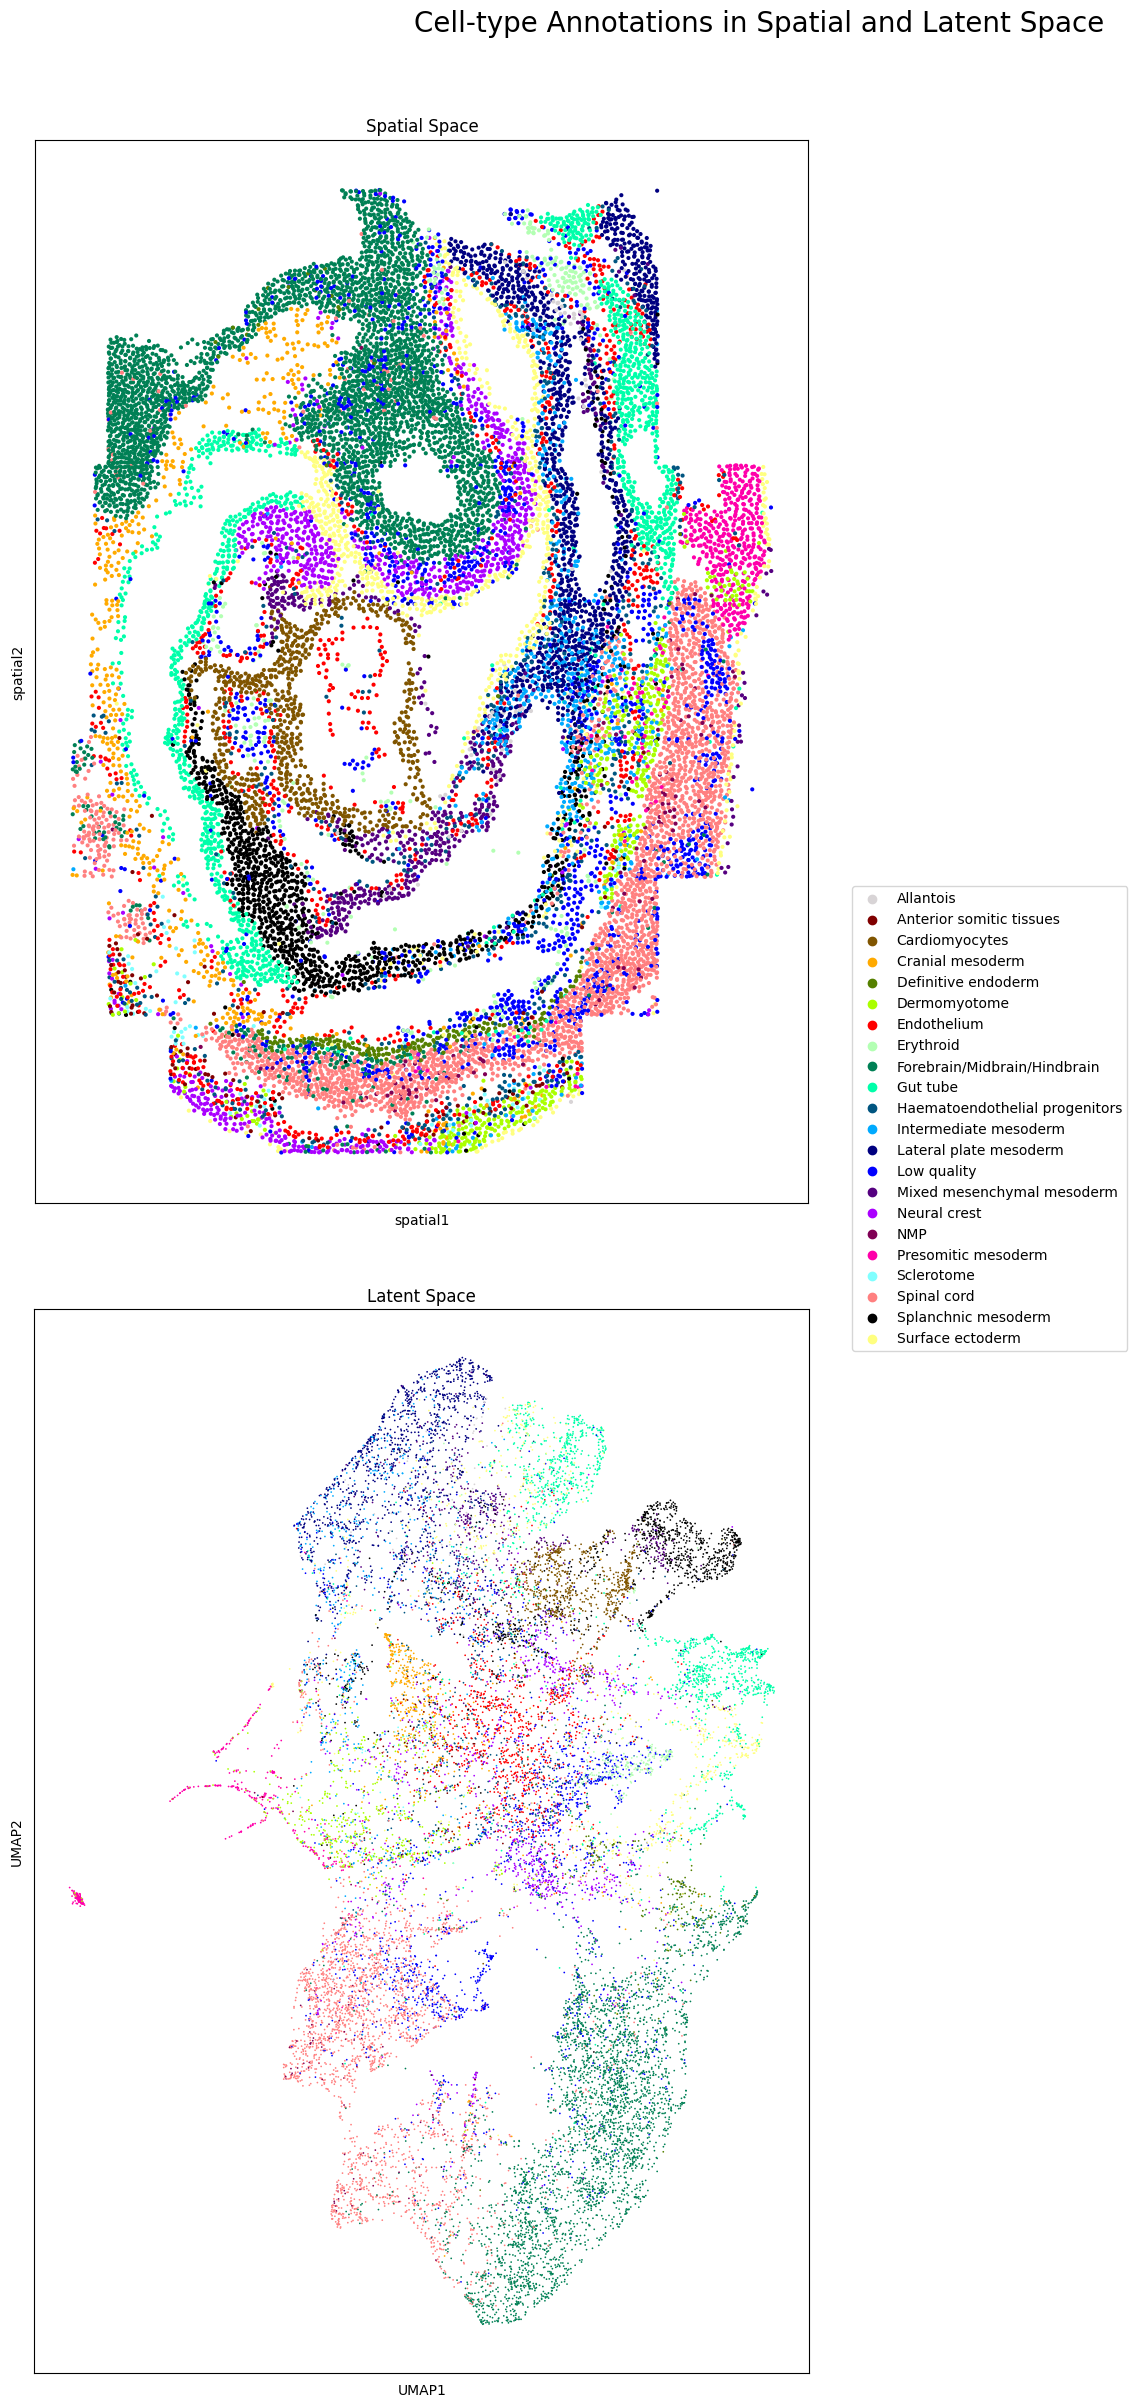 Cell-type Annotations in Spatial and Latent Space
Spatial Space
spatial2
spatial1
Allantois
Anterior somitic tissues
Cardiomyocytes
Cranial mesoderm
Definitive endoderm
Dermomyotome
Endothelium
Erythroid
Forebrain/Midbrain/Hindbrain
Gut tube
Haematoendothelial progenitors
Intermediate mesoderm
Lateral plate mesoderm
Low quality
Mixed mesenchymal mesoderm
Neural crest
NMP
Presomitic mesoderm
Sclerotome
Spinal cord
Splanchnic mesoderm
Surface ectoderm
Latent Space
UMAP2
UMAP1